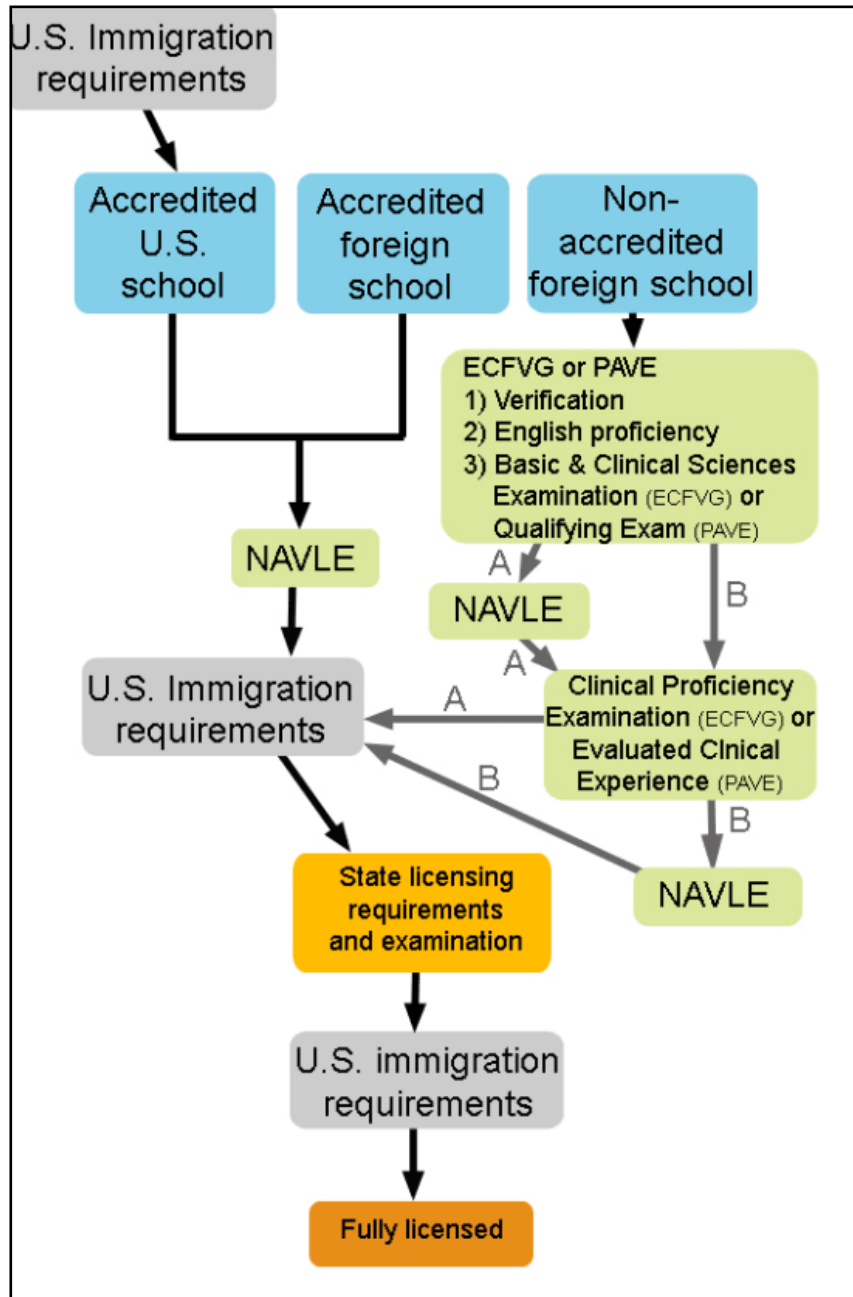 U.S. Immigration
requirements
Accredited
U.S.
school
Accredited
foreign
school
Non-
accredited
foreign school
ECFVG or PAVE
1) Verification
2) English proficiency
3) Basic & Clinical Sciences
Examination (ECFVG) or
Qualifying Exam (PAVE)
NAVLE
A
B
NAVLE
A
U.S. Immigration
requirements
A
Clinical Proficiency
Examination (ECFVG) or
Evaluated Clnical
Experience (PAVE)
B
B
NAVLE
State licensing
requirements
and examination
U.S. immigration
requirements
Fully licensed